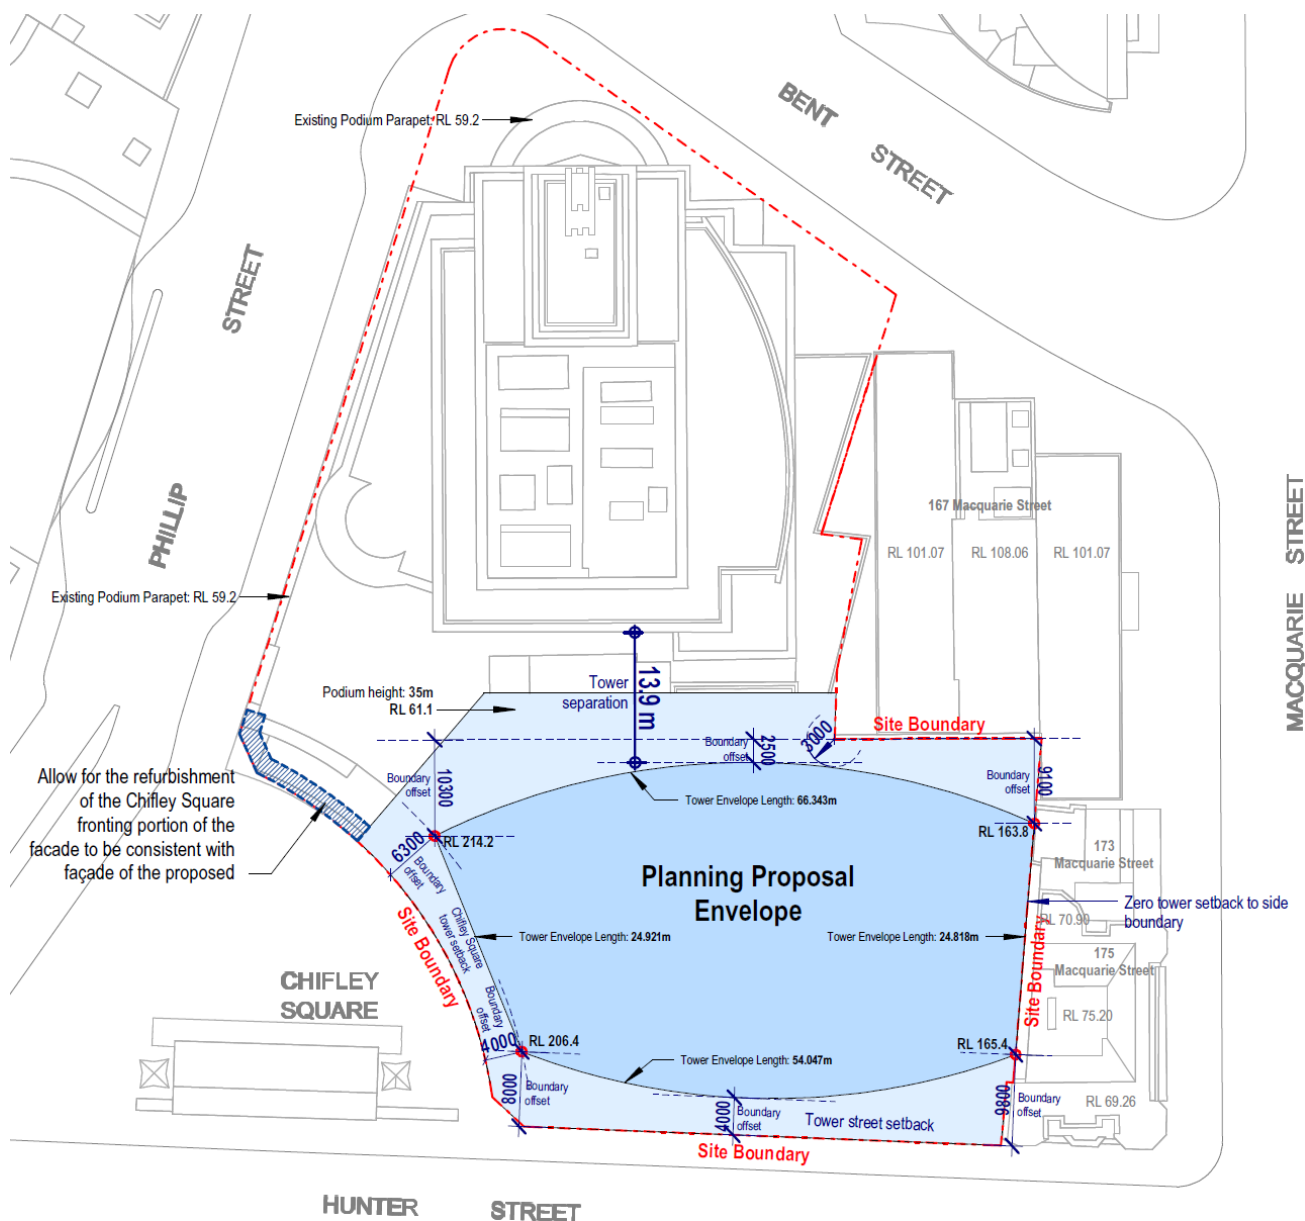 BENT
STREET
Existing Podium Parapet: RL 59.2
STREET
PHILLIP
MACQUARIE STREET
167 Macquarie Street
RL 101.07
RL 108.06
RL 101.07
Existing Podium Parapet: RL 59.2
Podium height: 35m
RL 61.1
Tower
separation
13.9 m
Site Boundary
Boundary
offset
2500
3000
Boundary
offset
10300
Boundary
offset
9100
Allow for the refurbishment
of the Chifley Square
fronting portion of the
facade to be consistent with
façade of the proposed
Tower Envelope Length: 66.343m
RL 214.2
RL 163.8
6300
Boundary
offset
173
Macquarie Street
Planning Proposal
Envelope
Zero tower setback to side
boundary
RL 70.90
Site Boundary
Chifley Square
tower setback
Tower Envelope Length: 24.921m
Tower Envelope Length: 24.818m
Site Boundary
175
Macquarie Street
CHIFLEY
SQUARE
Boundary
offset
RL 75.20
4000
RL 206.4
RL 165.4
Tower Envelope Length: 54.047m
8000
Boundary
offset
4000
Boundary
offset
Tower street setback
9800
Boundary
offset
RL 69.26
Site Boundary
HUNTER STREET